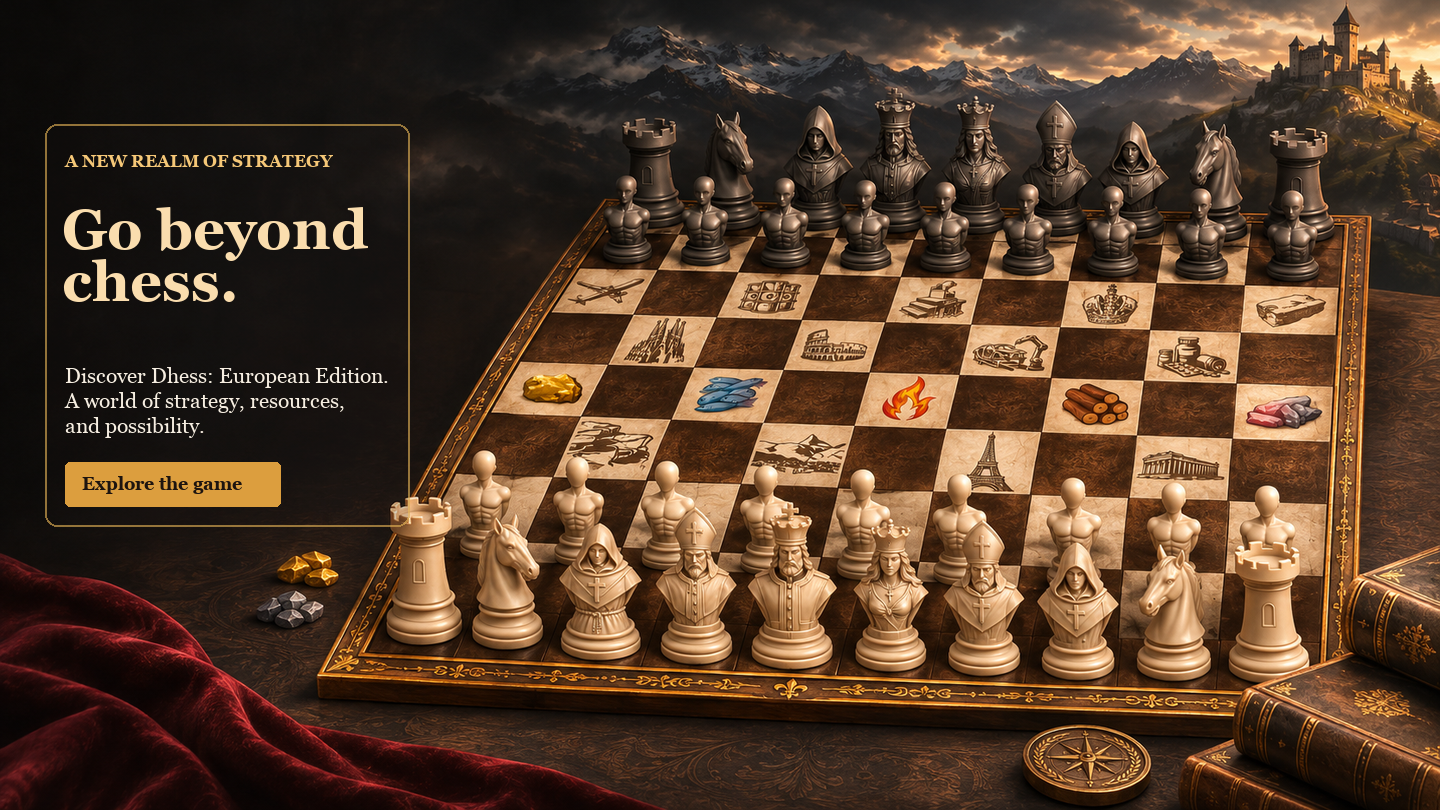 A NEW REALM OF STRATEGY
Go beyond
chess.
Discover Dhess: European Edition.
A world of strategy, resources,
and possibility.
Explore the game